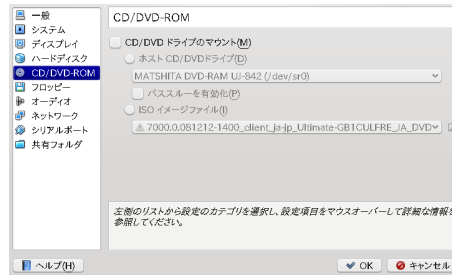 一般
システム
ディスプレイ
ハードディスク
CD/DVD-ROM
フロッピー
オーディオ
ネットワーク
シリアルポート
共有フォルダ
CD/DVD-ROM
CD/DVD ドライブのマウント(M)
ホスト CD/DVDドライブ(D)
MATSHITA DVD-RAM UJ-842 (/dev/sr0)
パススルーを有効化(P)
ISO イメージファイル(I)
7000.0.081212-1400_client_ja-jp_Ultimate-GB1CULFRE_JA_DVD
左側のリストから設定のカテゴリを選択し、設定項目をマウスオーバーして詳細な情報を
参照してください。
ヘルプ(H)
OK
キャンセル